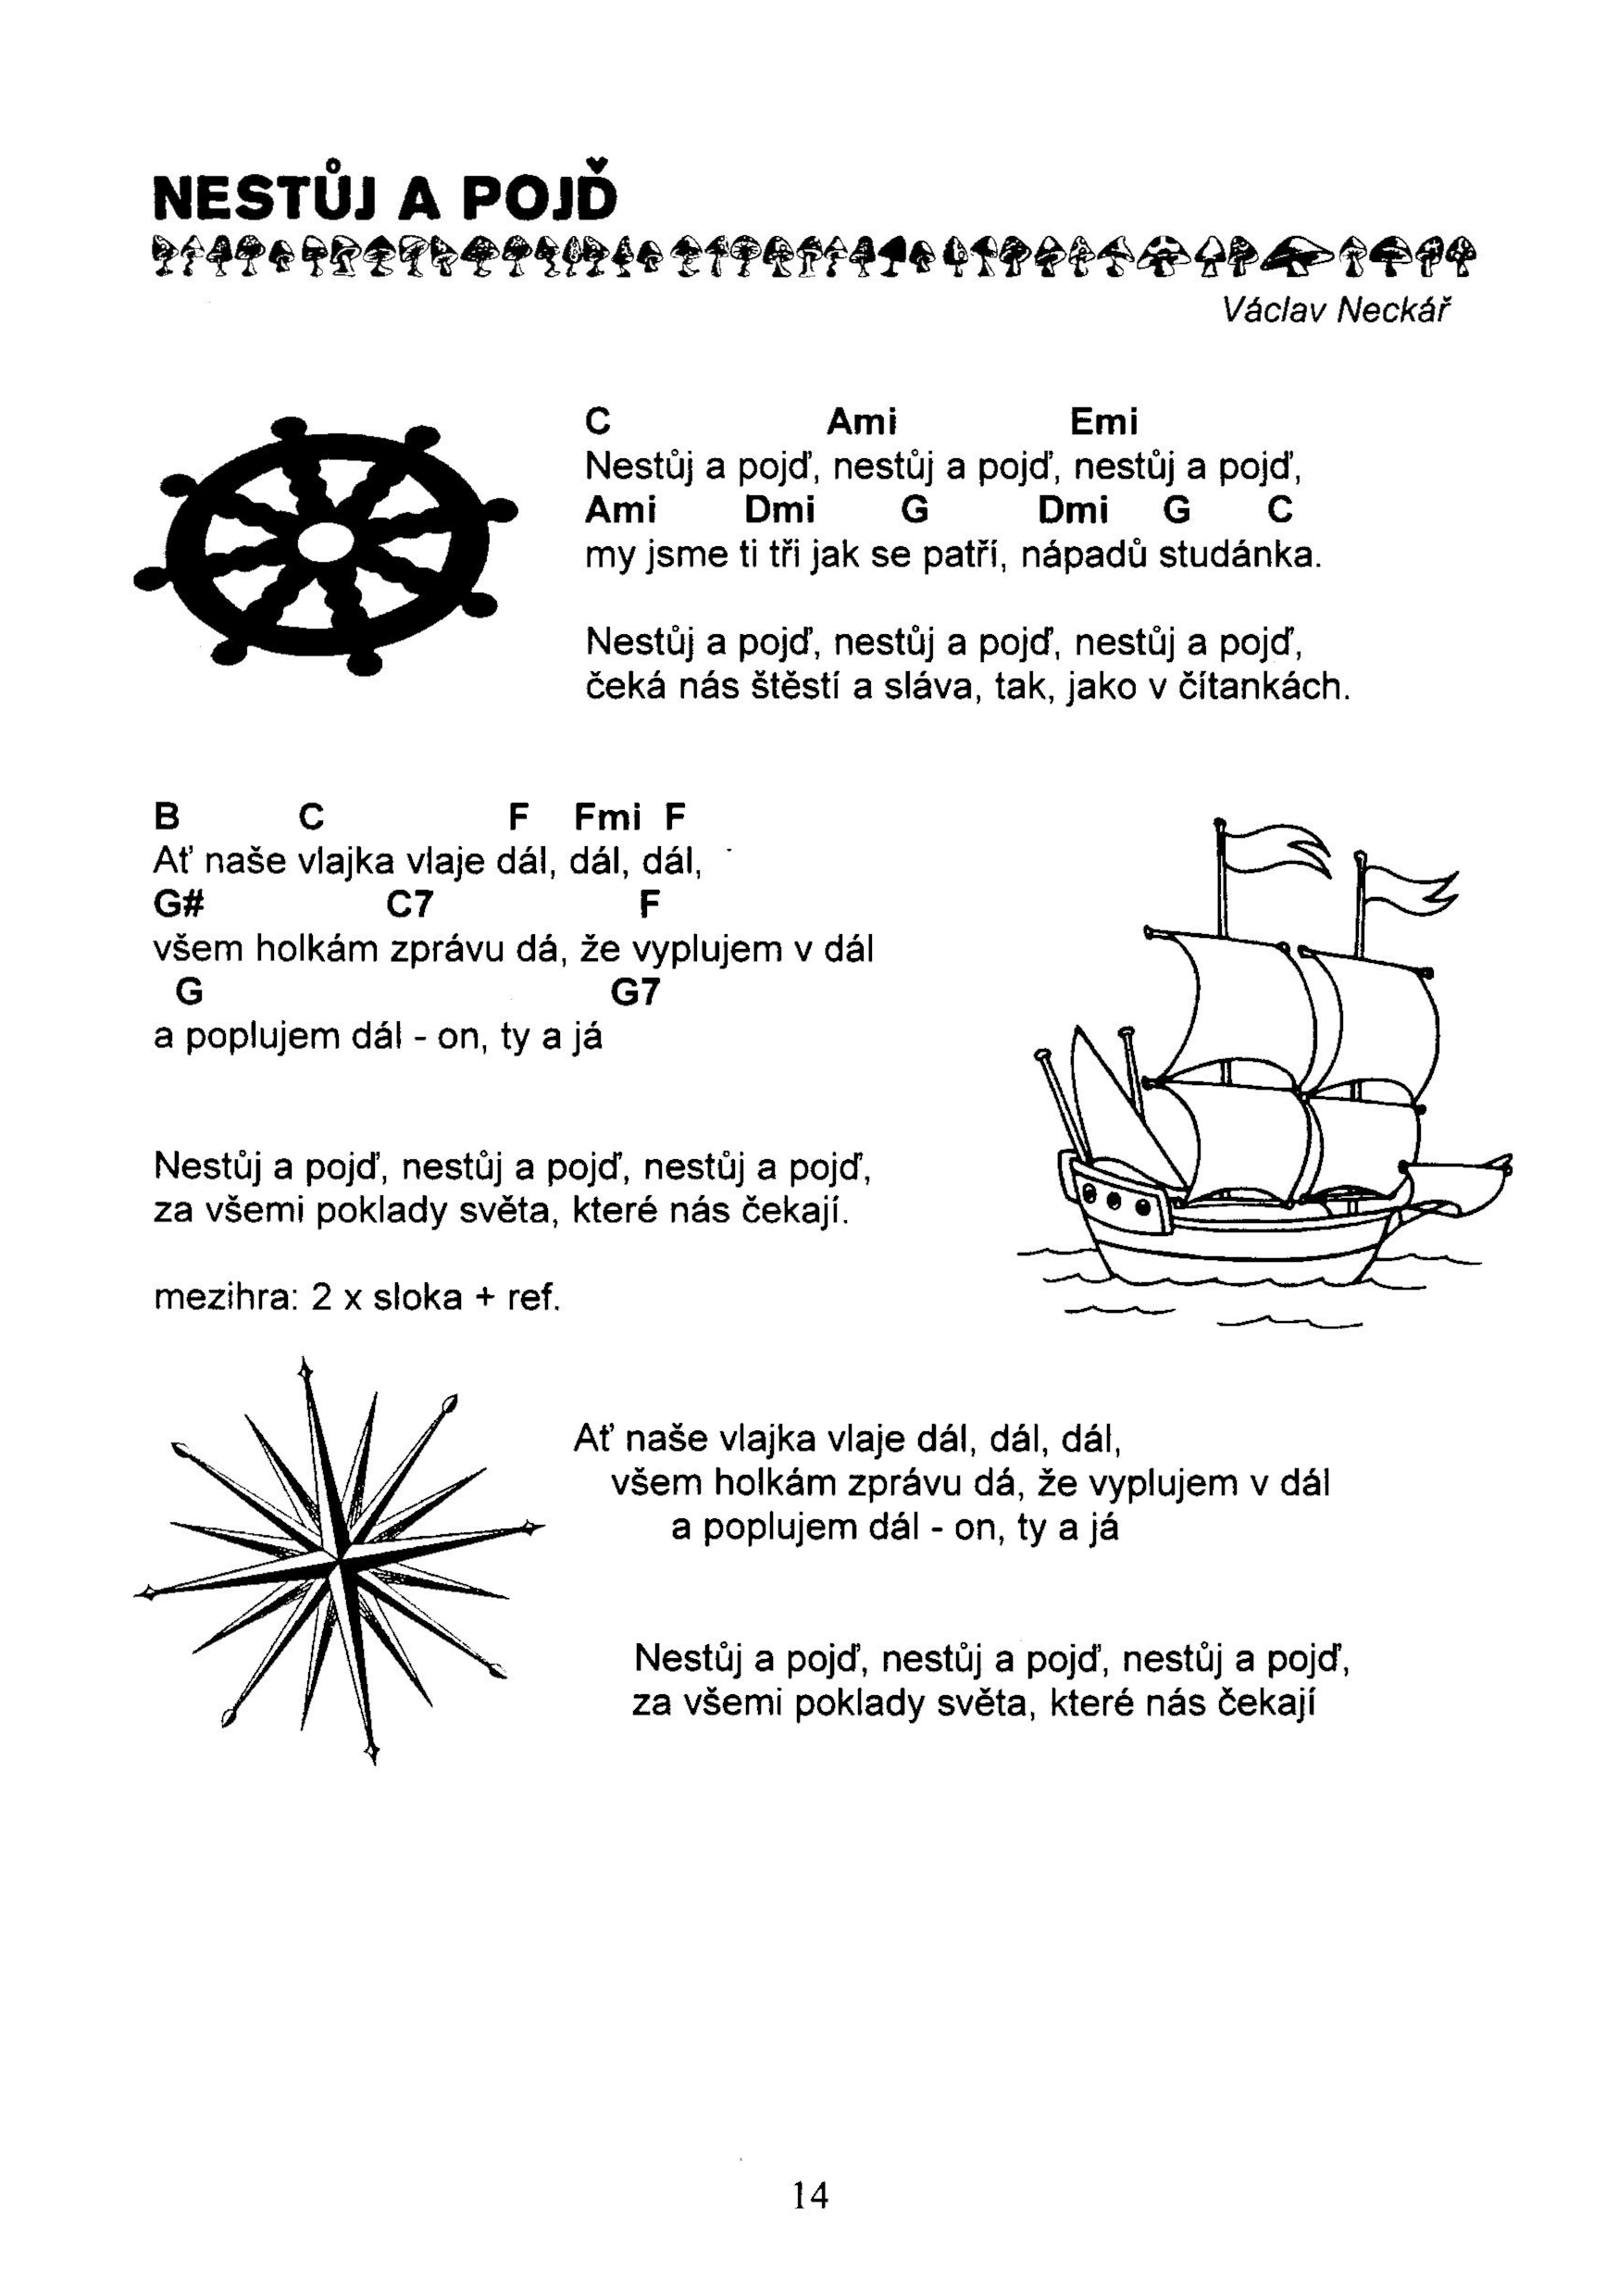 NESTŮJ A POJĎ
Václav Neckář
C Ami Emi
Nestůj a pojď, nestůj a pojď, nestůj a pojď,
Ami Dmi G Dmi G C
my jsme ti tři jak se patří, nápadů studánka.
Nestůj a pojď, nestůj a pojď, nestůj a pojď,
čeká nás štěstí a sláva, tak, jako v čítankách.
B C F Fmi F
Ať naše vlajka vlaje dál, dál, dál,
G# C7 F
všem holkám zprávu dá, že vyplujem v dál
G G7
a poplujem dál - on, ty a já
Nestůj a pojď, nestůj a pojď, nestůj a pojď,
za všemi poklady světa, které nás čekají.
mezihra: 2 x sloka + ref.
Ať naše vlajka vlaje dál, dál, dál,
všem holkám zprávu dá, že vyplujem v dál
a poplujem dál - on, ty a já
Nestůj a pojď, nestůj a pojď, nestůj a pojď,
za všemi poklady světa, které nás čekají
14